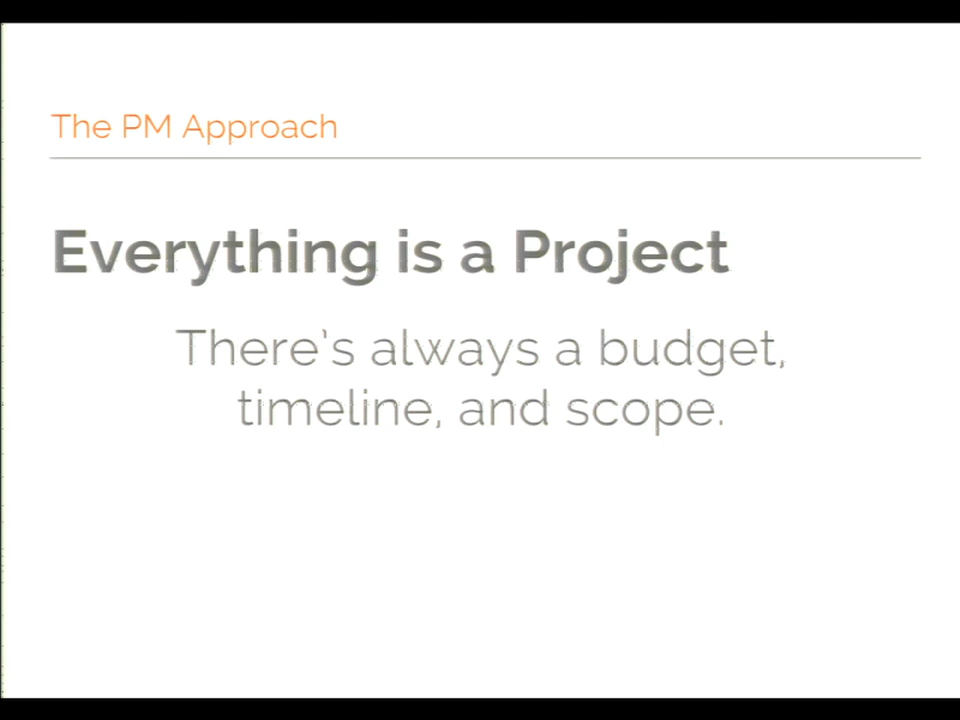 The PM Approach
Everything is a Project
There's always a budget,
timeline, and scope.